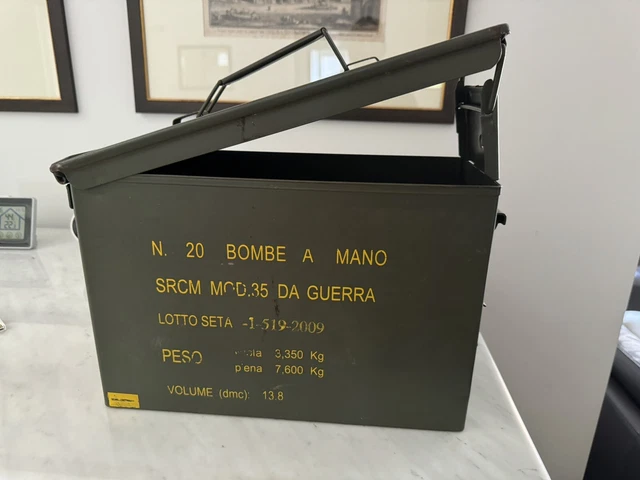 N. 20 BOMBE A MANO
SRCM MOD.35 DA GUERRA
LOTTO SETA -1-519-2009
PESO 3,350 Kg
piena 7,600 Kg
VOLUME (dmc): 13.8